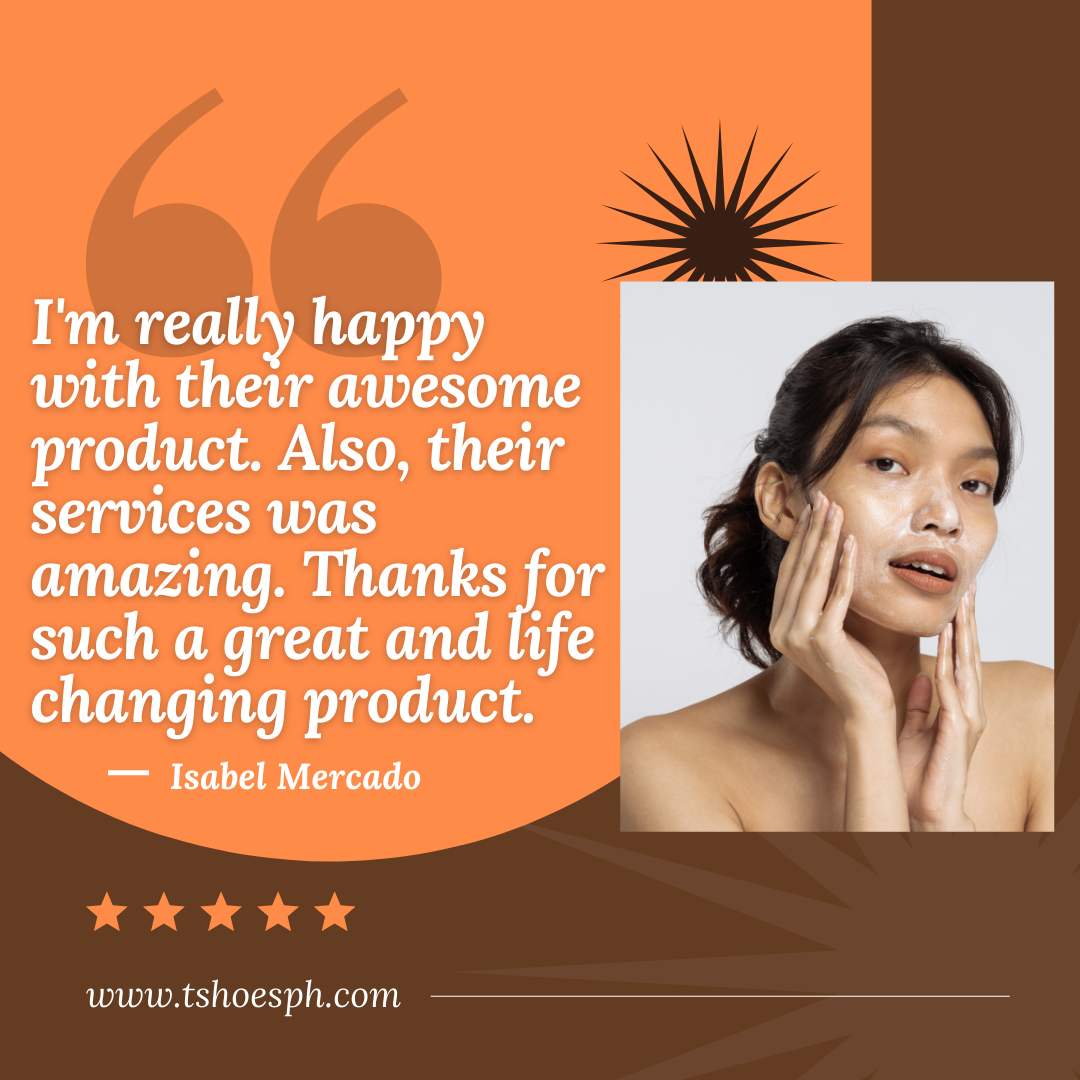 I'm really happy
with their awesome
product. Also, their
services was
amazing. Thanks for
such a great and life
changing product.
— Isabel Mercado
www.tshoesph.com